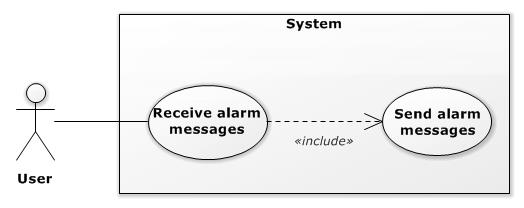 System
Receive alarm
messages
Send alarm
messages
«include»
User